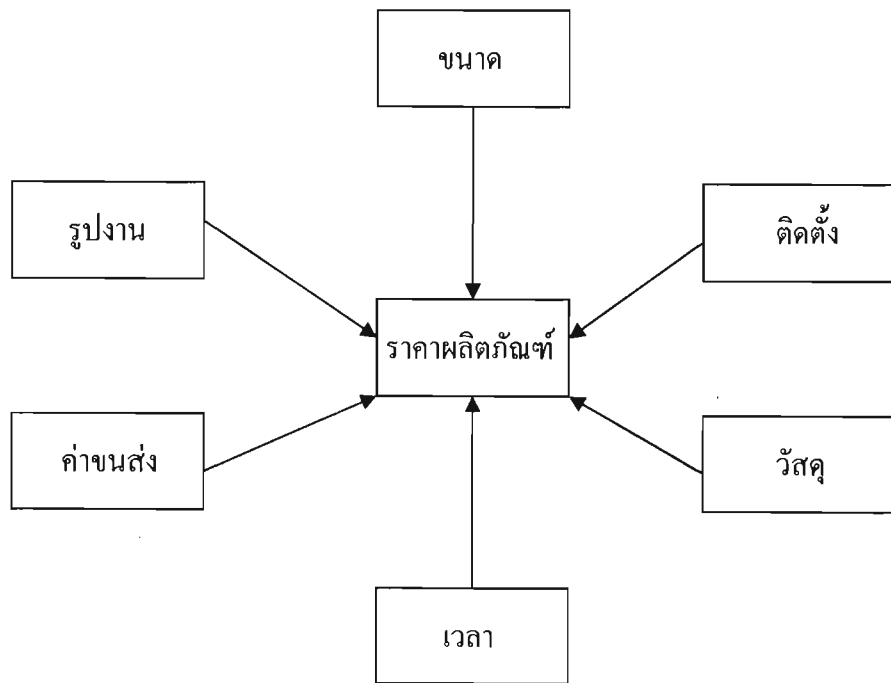 ขนาด
รูปงาน
ติดตั้ง
ราคาผลิตภัณฑ์
ค่าขนส่ง
วัสดุ
เวลา